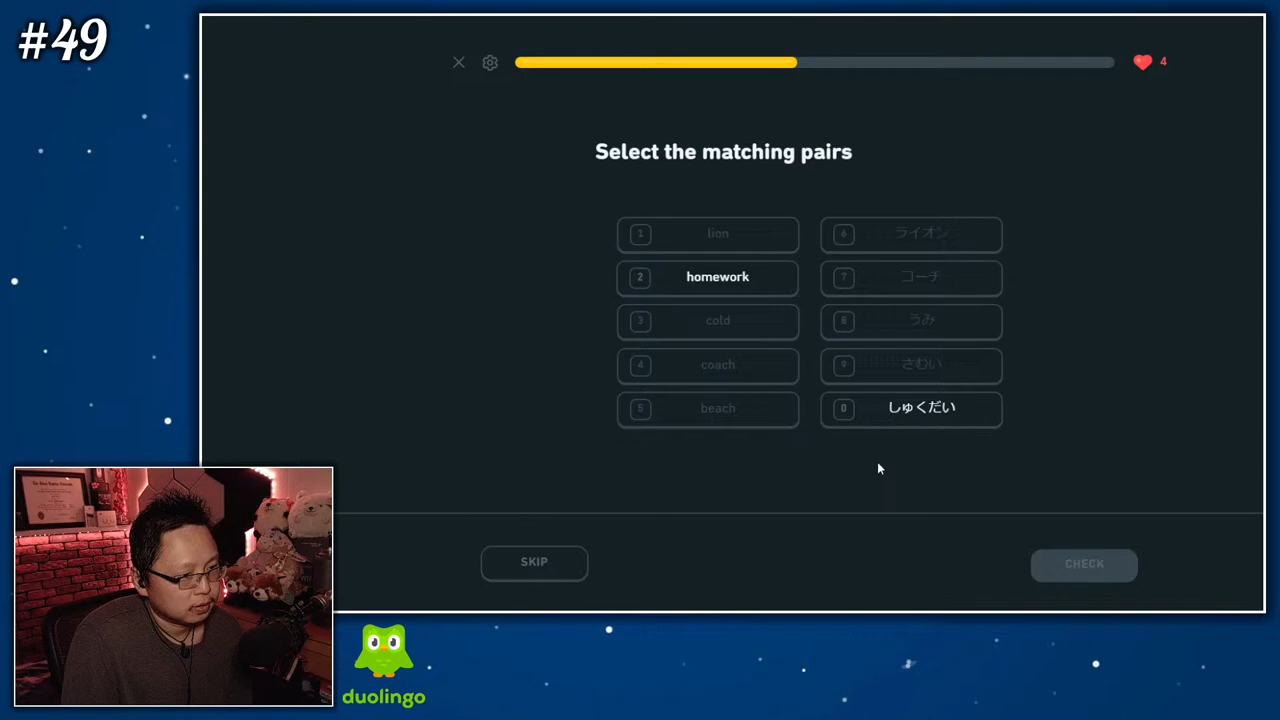 #49
4
Select the matching pairs
1 lion
6 ライオン
2 homework
7 コーチ
3 cold
8 うみ
4 coach
9 さむい
5 beach
0 しゅくだい
SKIP
CHECK
duolingo